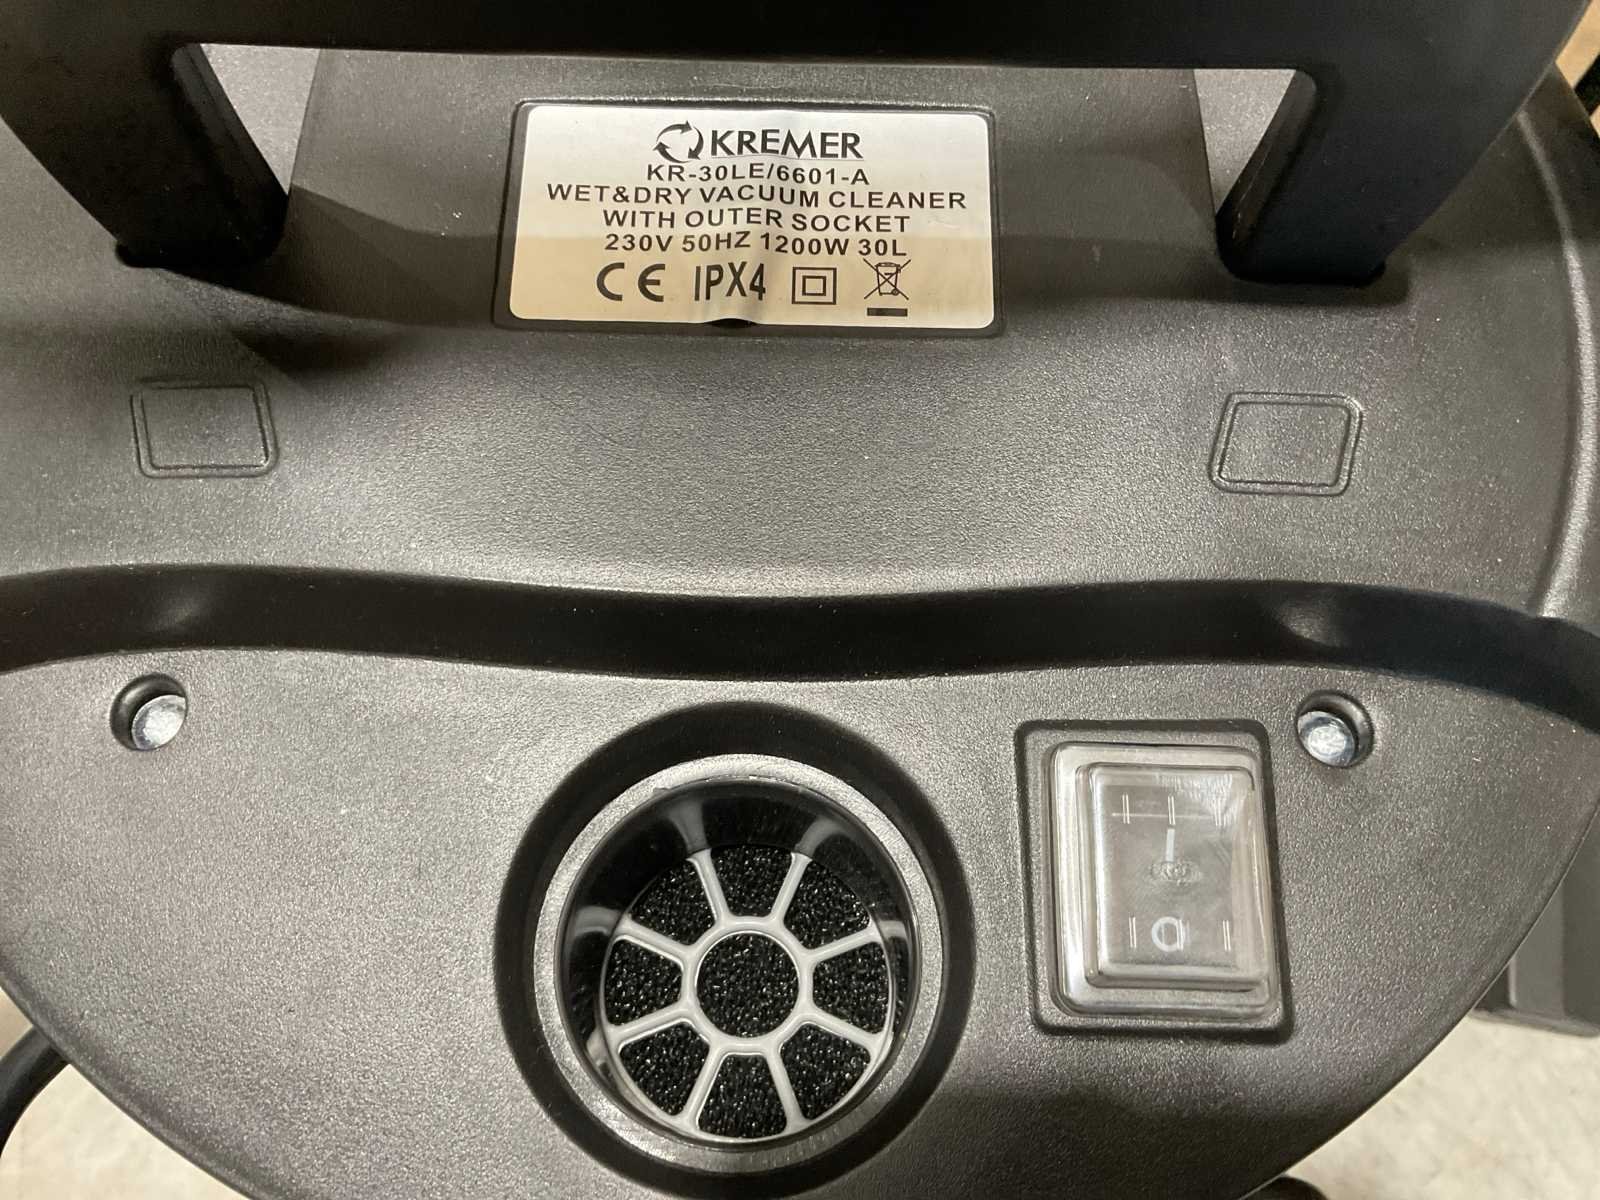 KREMER
KR-30LE/6601-A
WET&DRY VACUUM CLEANER
WITH OUTER SOCKET
230V 50HZ 1200W 30L
CE IPX4